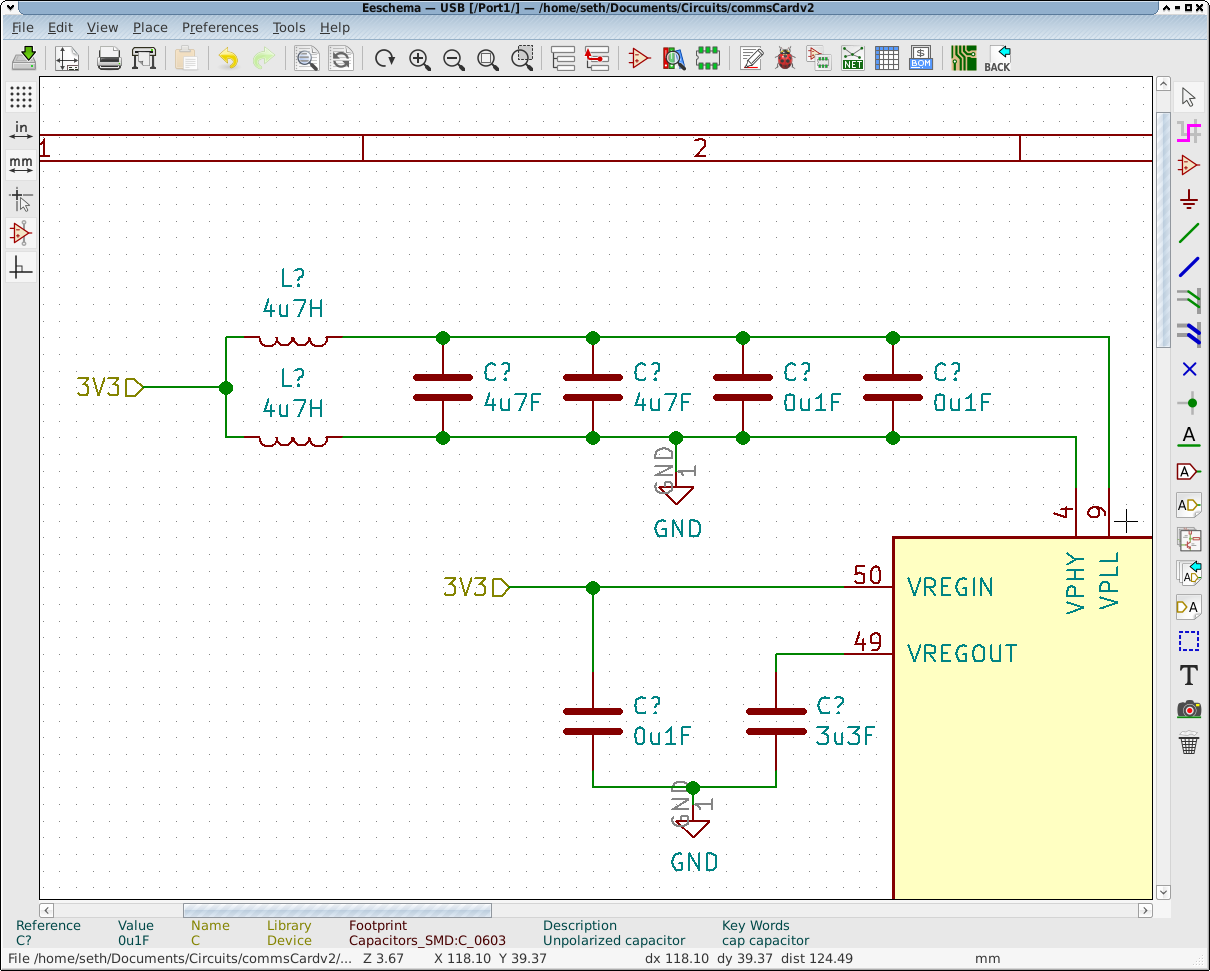 Eeschema — USB [/Port1/] — /home/seth/Documents/Circuits/commsCardv2
File Edit View Place Preferences Tools Help
NET
BOM
BACK
in
mm
1
2
L?
4u7H
L?
4u7H
3V3
C?
4u7F
C?
4u7F
C?
0u1F
C?
0u1F
GND
1
GND
4
9
VPHY
VPLL
3V3
50
VREGIN
49
VREGOUT
C?
0u1F
C?
3u3F
GND
1
GND
A
A
AD
AD
DA
T
Reference Value Name Library Footprint Description Key Words
C? 0u1F C Device Capacitors_SMD:C_0603 Unpolarized capacitor cap capacitor
File /home/seth/Documents/Circuits/commsCardv2/... Z 3.67 X 118.10 Y 39.37 dx 118.10 dy 39.37 dist 124.49 mm